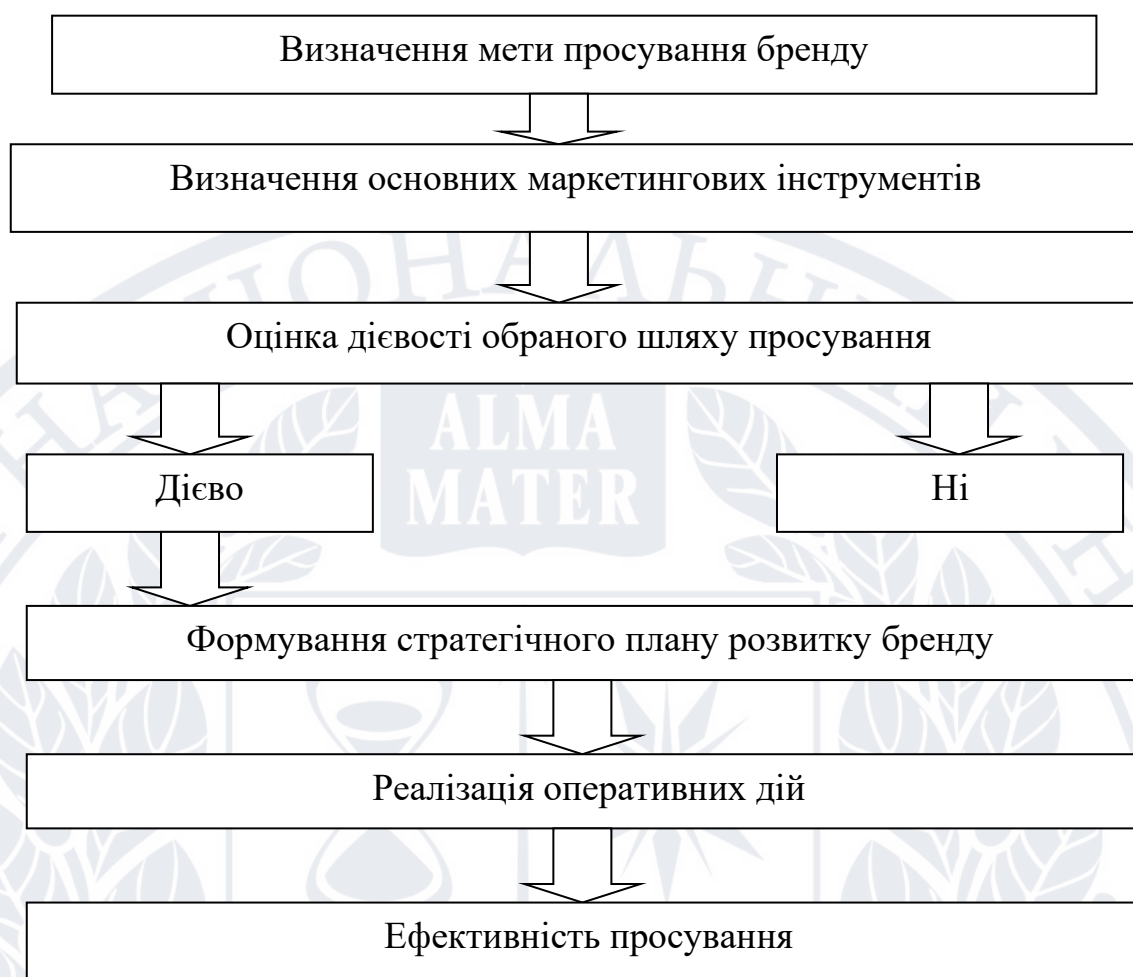 Визначення мети просування бренду
Визначення основних маркетингових інструментів
ОНАЛЬНИ
Оцінка дієвості обраного шляху просування
ALMA
MATER
Дієво
Ні
Формування стратегічного плану розвитку бренду
Реалізація оперативних дій
Ефективність просування